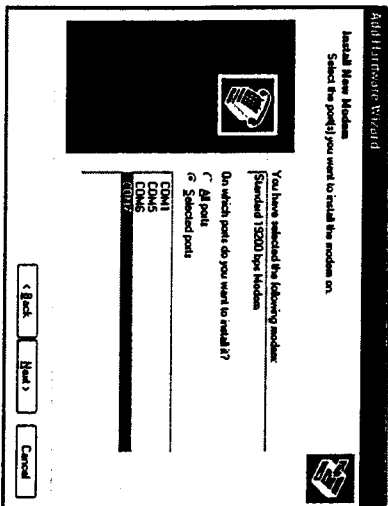 Add Hardware Wizard
Install New Modem
Select the port(s) you want to install the modem on.
You have selected the following modem:
Standard 19200 bps Modem
On which ports do you want to install it?
All ports
Selected ports
COM1
COM5
COM6
COM7
< Back
Next >
Cancel